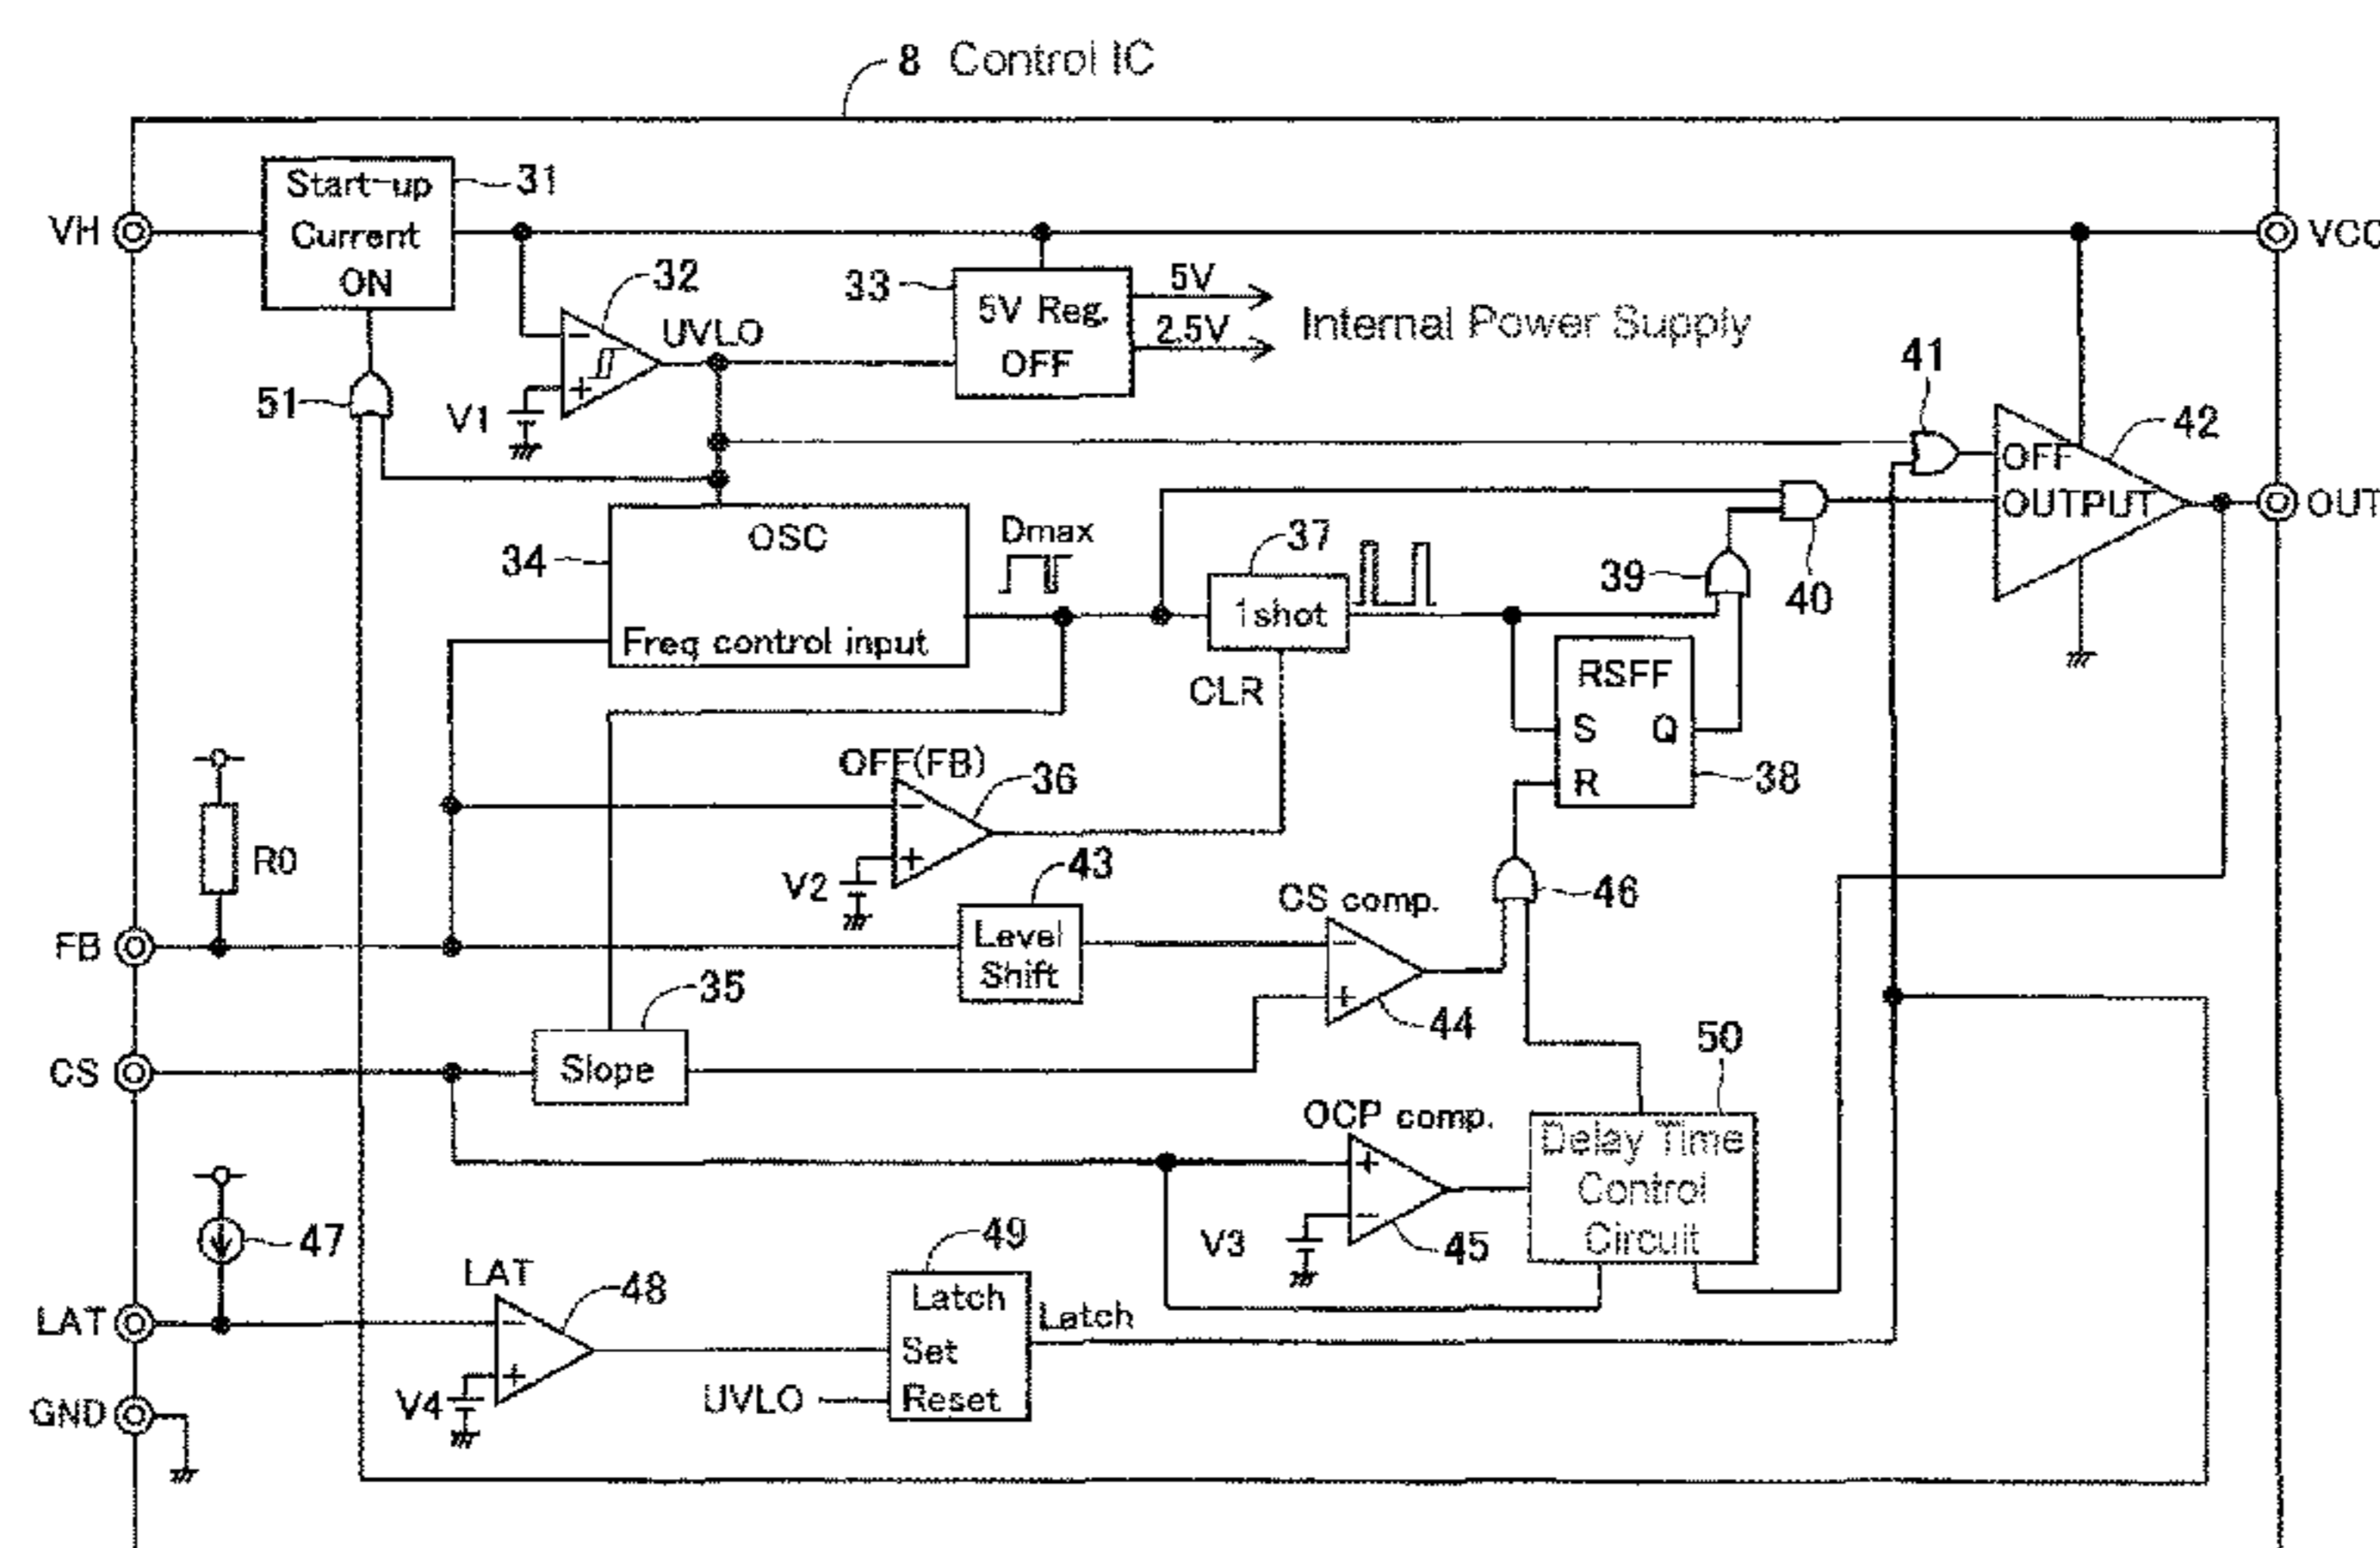 8 Control IC
Start-up
Current
ON
31
VH
VCC
32
UVLO
33
5V Reg.
OFF
5V
2.5V
Internal Power Supply
51
V1
41
42
OFF
OUTPUT
OUT
OSC
34
Freq control input
Dmax
37
1shot
39
40
CLR
RSFF
S
Q
R
38
OFF(FB)
36
R0
V2
43
Level
Shift
CS comp.
46
FB
35
44
50
CS
Slope
OCP comp.
Delay Time
Control
Circuit
47
V3
45
49
LAT
48
Latch
Set
Reset
Latch
LAT
V4
UVLO
GND